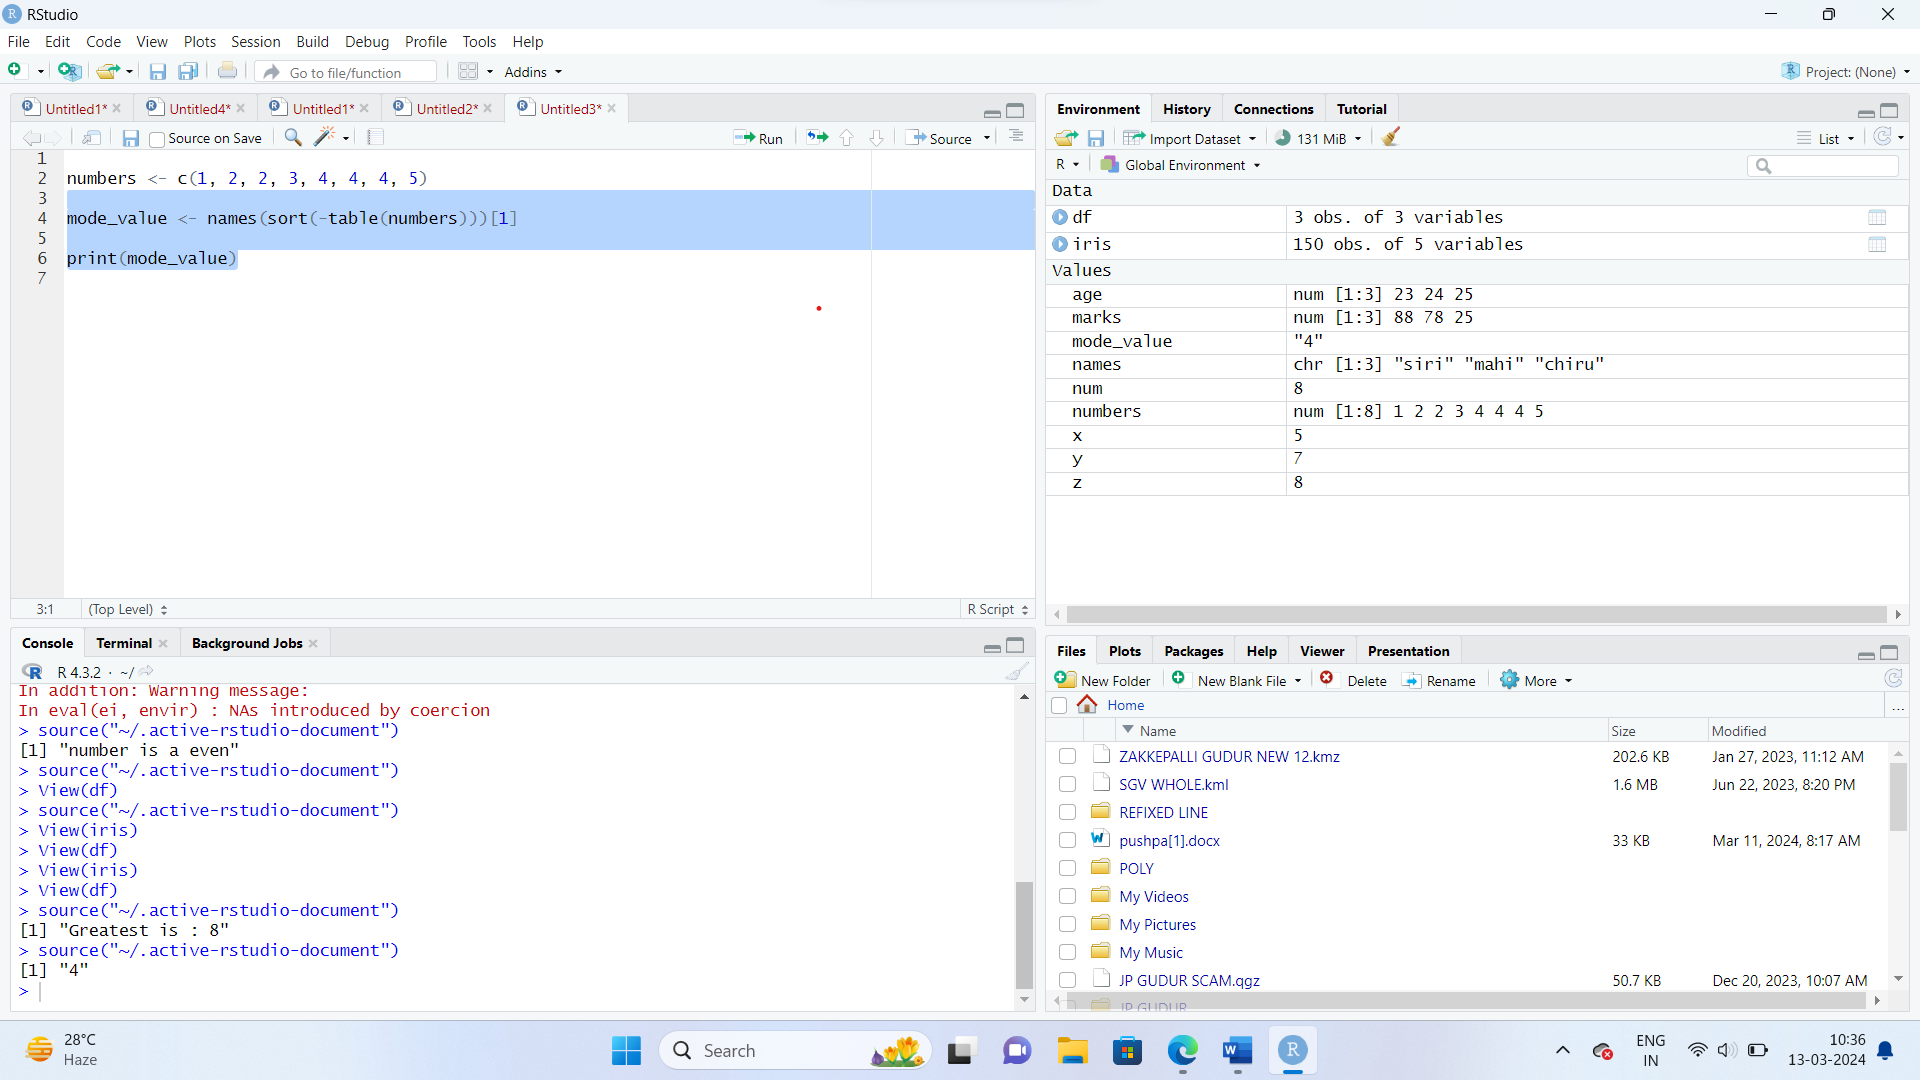 RStudio
File Edit Code View Plots Session Build Debug Profile Tools Help
Go to file/function Addins Project: (None)
Untitled1* Untitled4* Untitled1* Untitled2* Untitled3*
Source on Save Run Source
1
2 numbers <- c(1, 2, 2, 3, 4, 4, 4, 5)
3
4 mode_value <- names(sort(-table(numbers)))[1]
5
6 print(mode_value)
7
3:1 (Top Level) R Script
Console Terminal Background Jobs
R 4.3.2 · ~/
In addition: Warning message:
In eval(ei, envir) : NAs introduced by coercion
> source("~/.active-rstudio-document")
[1] "number is a even"
> source("~/.active-rstudio-document")
> View(df)
> source("~/.active-rstudio-document")
> View(iris)
> View(df)
> View(iris)
> View(df)
> source("~/.active-rstudio-document")
[1] "Greatest is : 8"
> source("~/.active-rstudio-document")
[1] "4"
>
Environment History Connections Tutorial
Import Dataset 131 MiB List
R Global Environment
Data
df 3 obs. of 3 variables
iris 150 obs. of 5 variables
Values
age num [1:3] 23 24 25
marks num [1:3] 88 78 25
mode_value "4"
names chr [1:3] "siri" "mahi" "chiru"
num 8
numbers num [1:8] 1 2 2 3 4 4 4 5
x 5
y 7
z 8
Files Plots Packages Help Viewer Presentation
New Folder New Blank File Delete Rename More
Home ...
Name Size Modified
ZAKKEPALLI GUDUR NEW 12.kmz 202.6 KB Jan 27, 2023, 11:12 AM
SGV WHOLE.kml 1.6 MB Jun 22, 2023, 8:20 PM
REFIXED LINE
pushpa[1].docx 33 KB Mar 11, 2024, 8:17 AM
POLY
My Videos
My Pictures
My Music
JP GUDUR SCAM.qgz 50.7 KB Dec 20, 2023, 10:07 AM
JP GUDUR
28°C
Haze
Search
ENG
IN
10:36
13-03-2024